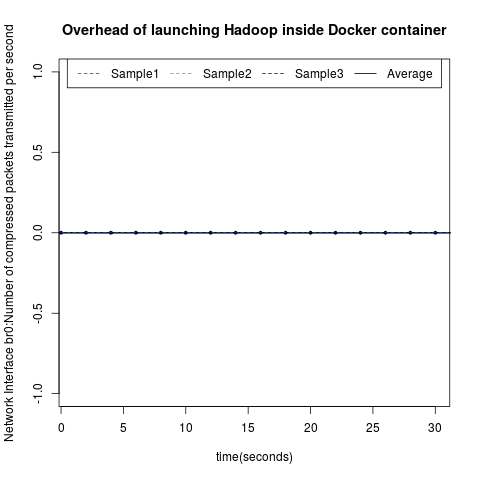 Overhead of launching Hadoop inside Docker container
Network Interface br0:Number of compressed packets transmitted per second
Sample1 Sample2 Sample3 Average
1.0
0.5
0.0
-0.5
-1.0
0 5 10 15 20 25 30
time(seconds)